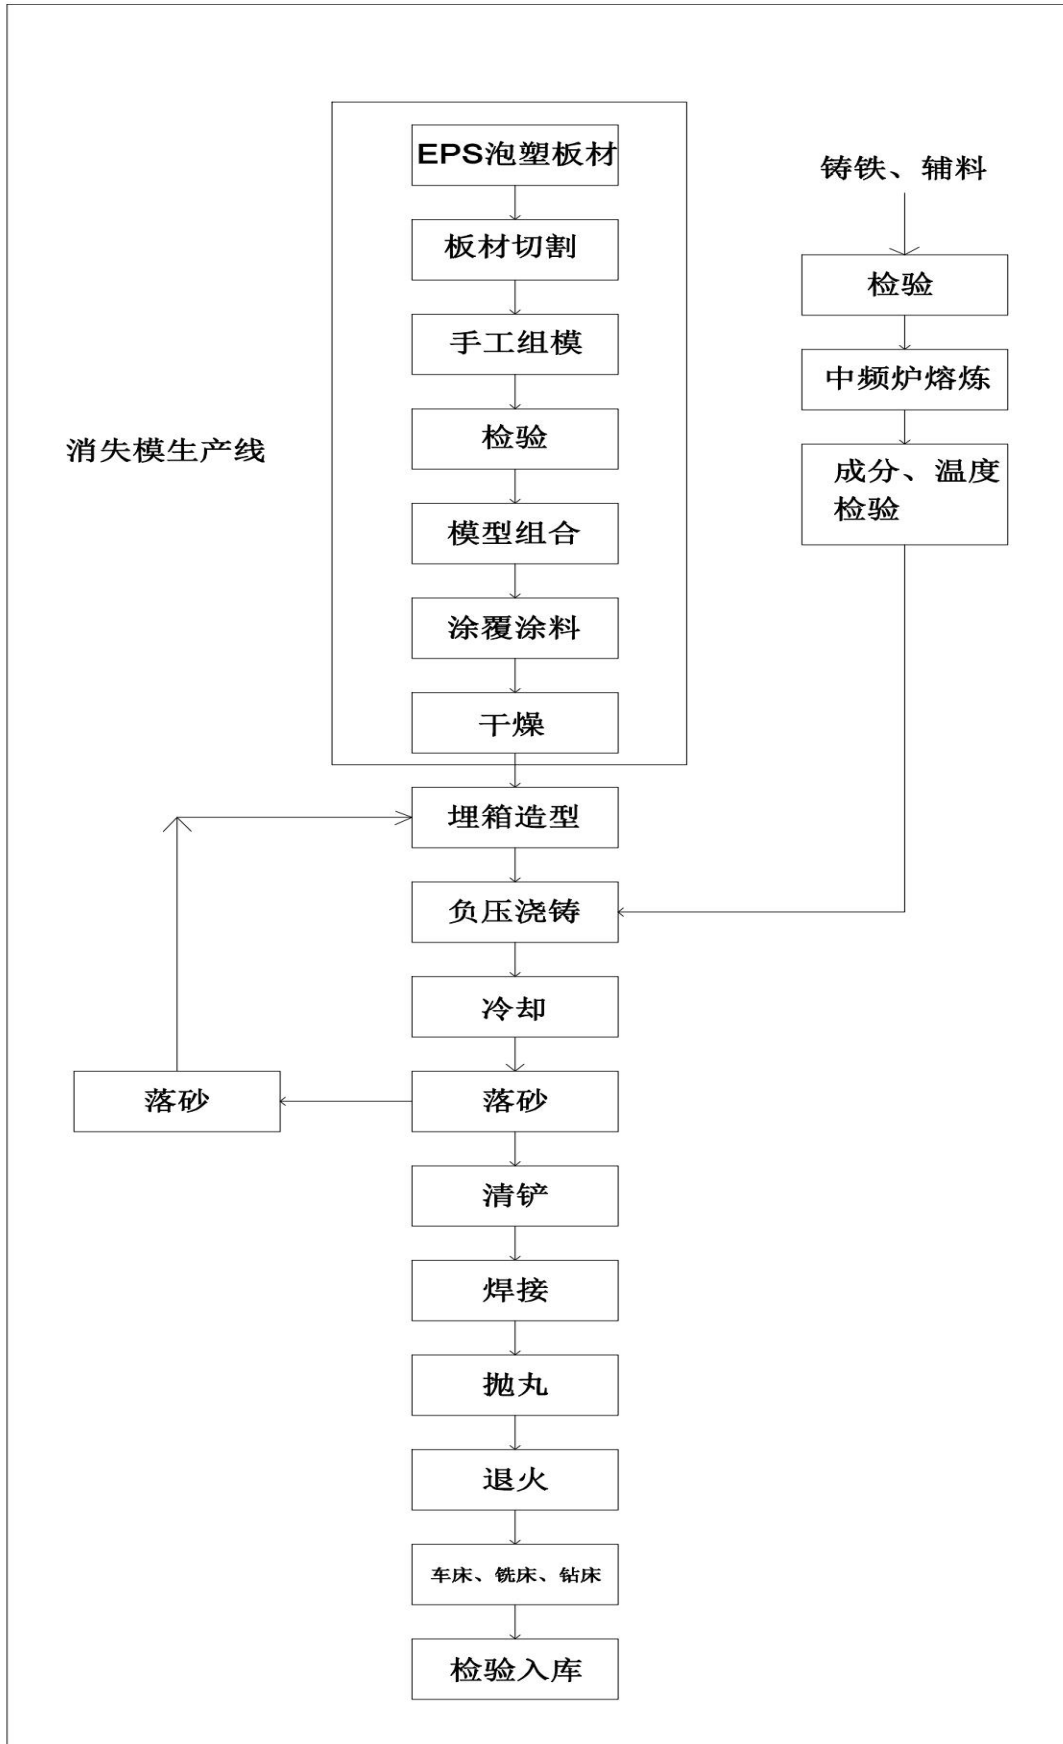 EPS泡塑板材
铸铁、辅料
板材切割
检验
手工组模
中频炉熔炼
检验
消失模生产线
成分、温度
检验
模型组合
涂覆涂料
干燥
埋箱造型
负压浇铸
冷却
落砂
落砂
清铲
焊接
抛丸
退火
车床、铣床、钻床
检验入库